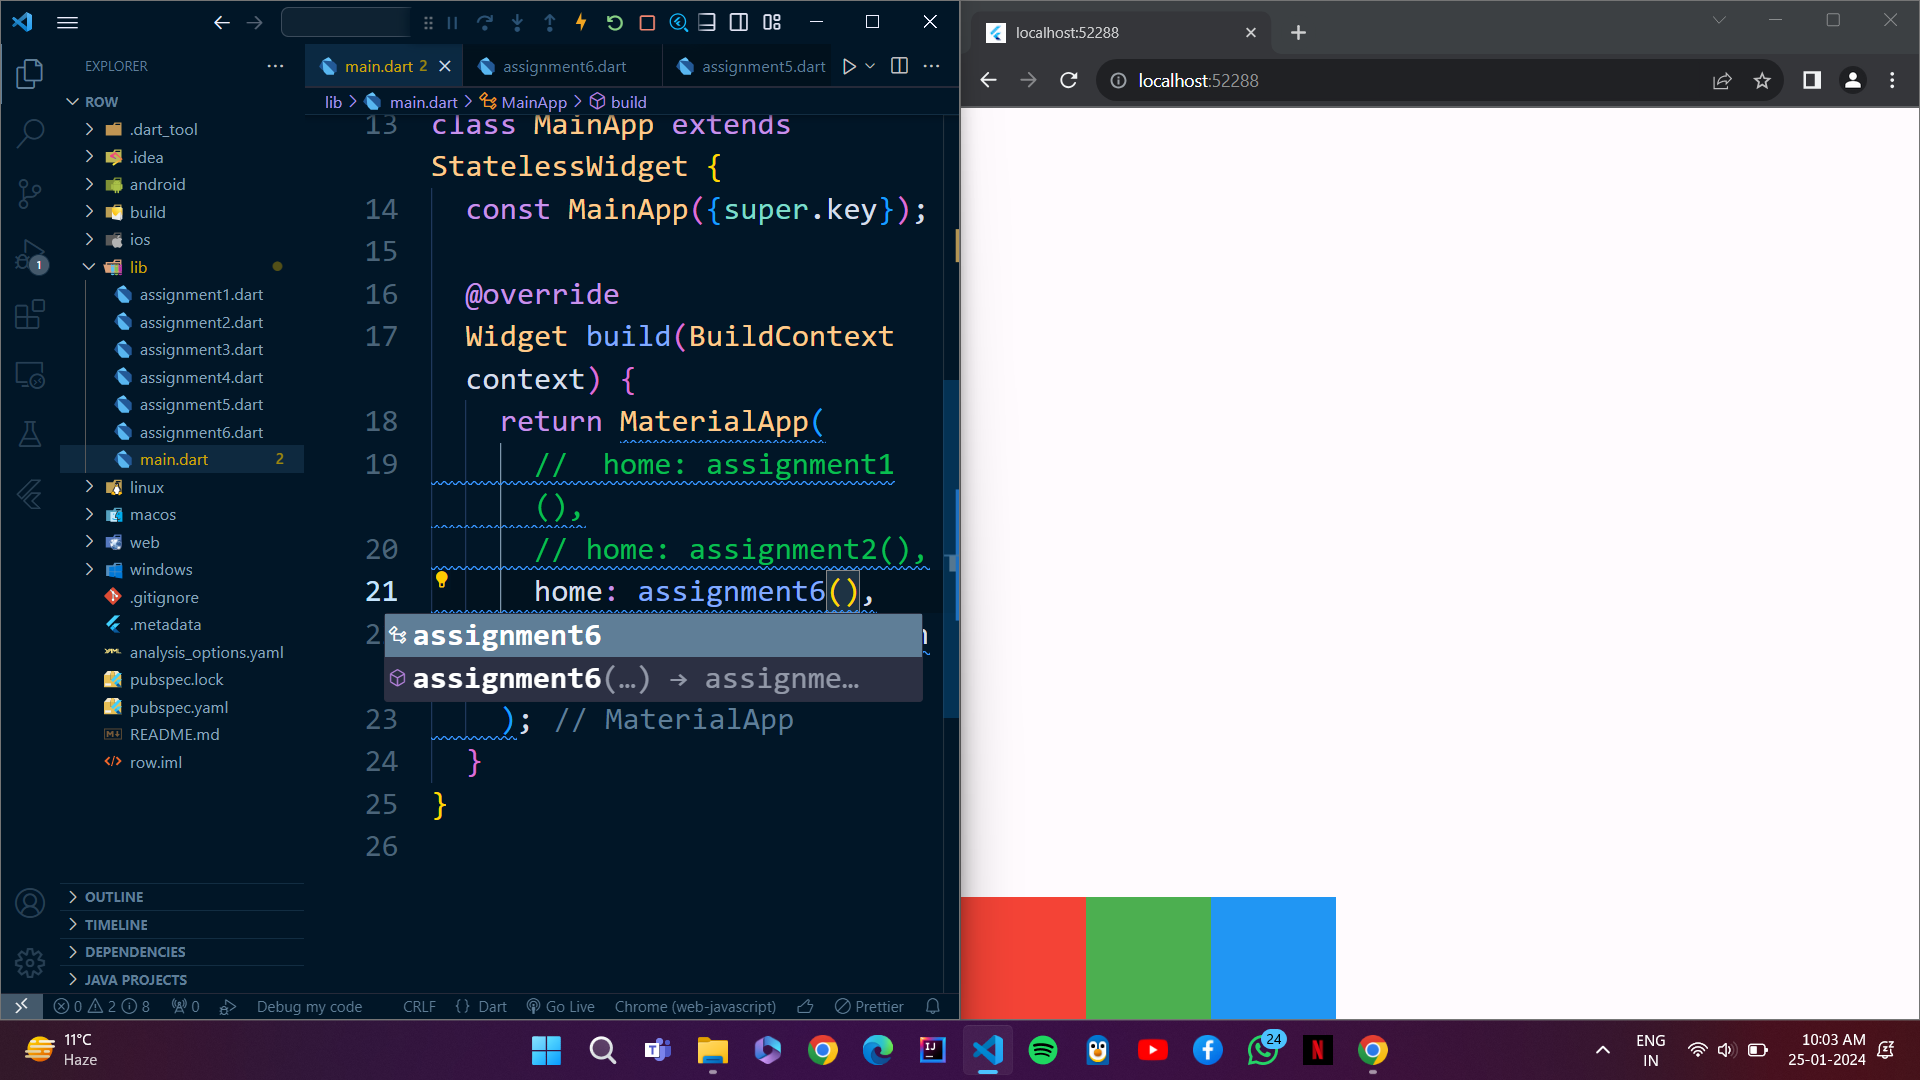 main.dart 2
assignment6.dart
assignment5.dart
EXPLORER
lib > main.dart > MainApp > build
ROW
.dart_tool
.idea
android
build
ios
lib
assignment1.dart
assignment2.dart
assignment3.dart
assignment4.dart
assignment5.dart
assignment6.dart
main.dart 2
linux
macos
web
windows
.gitignore
.metadata
analysis_options.yaml
pubspec.lock
pubspec.yaml
README.md
row.iml
OUTLINE
TIMELINE
DEPENDENCIES
JAVA PROJECTS
1
13 class MainApp extends
StatelessWidget {
14 const MainApp({super.key});
15
16 @override
17 Widget build(BuildContext
context) {
18 return MaterialApp(
19 // home: assignment1
(),
20 // home: assignment2(),
21 home: assignment6(),
2
assignment6
assignment6(…) → assignme…
23 ); // MaterialApp
24 }
25 }
26
0 2 8 0 Debug my code CRLF {} Dart Go Live Chrome (web-javascript) Prettier
localhost:52288
localhost:52288
11°C
Haze
24
ENG
IN
10:03 AM
25-01-2024